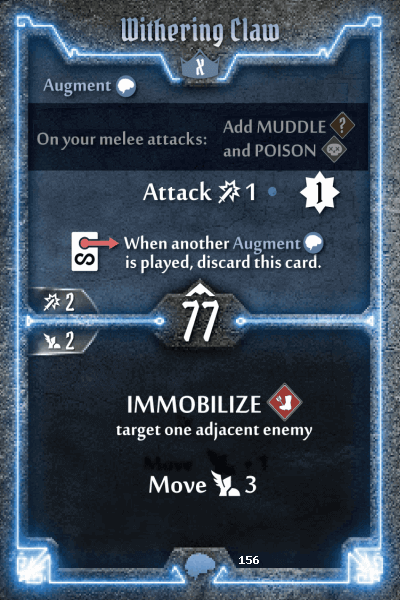 Withering Claw
X
Augment
On your melee attacks: Add MUDDLE
and POISON
Attack 1 1
When another Augment
is played, discard this card.
2
77
2
IMMOBILIZE
target one adjacent enemy
Move 3
156